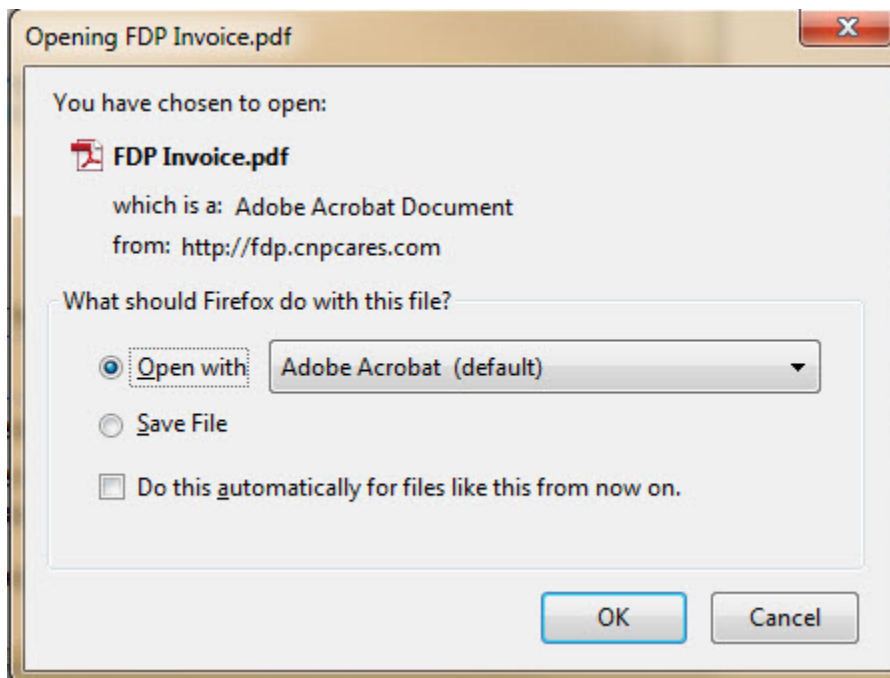 Opening FDP Invoice.pdf
You have chosen to open:
FDP Invoice.pdf
which is a: Adobe Acrobat Document
from: http://fdp.cnpcares.com
What should Firefox do with this file?
Open with Adobe Acrobat (default)
Save File
Do this automatically for files like this from now on.
OK Cancel